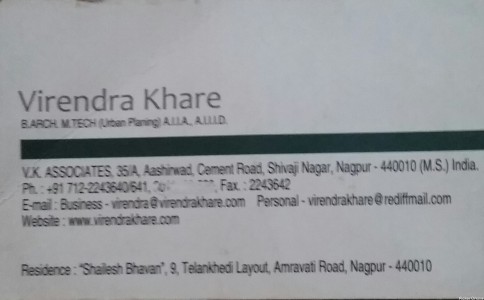 Virendra Khare
B.ARCH. M.TECH (Urban Planing) A.I.I.A., A.I.I.I.D.
V.K. ASSOCIATES, 35/A, Aashirwad, Cement Road, Shivaji Nagar, Nagpur - 440010 (M.S.) India.
Ph. : +91 712-2243640/641, Fax. : 2243642
E-mail : Business - virendra@virendrakhare.com Personal - virendrakhare@rediffmail.com
Website : www.virendrakhare.com
Residence : "Shailesh Bhavan", 9, Telankhedi Layout, Amravati Road, Nagpur - 440010